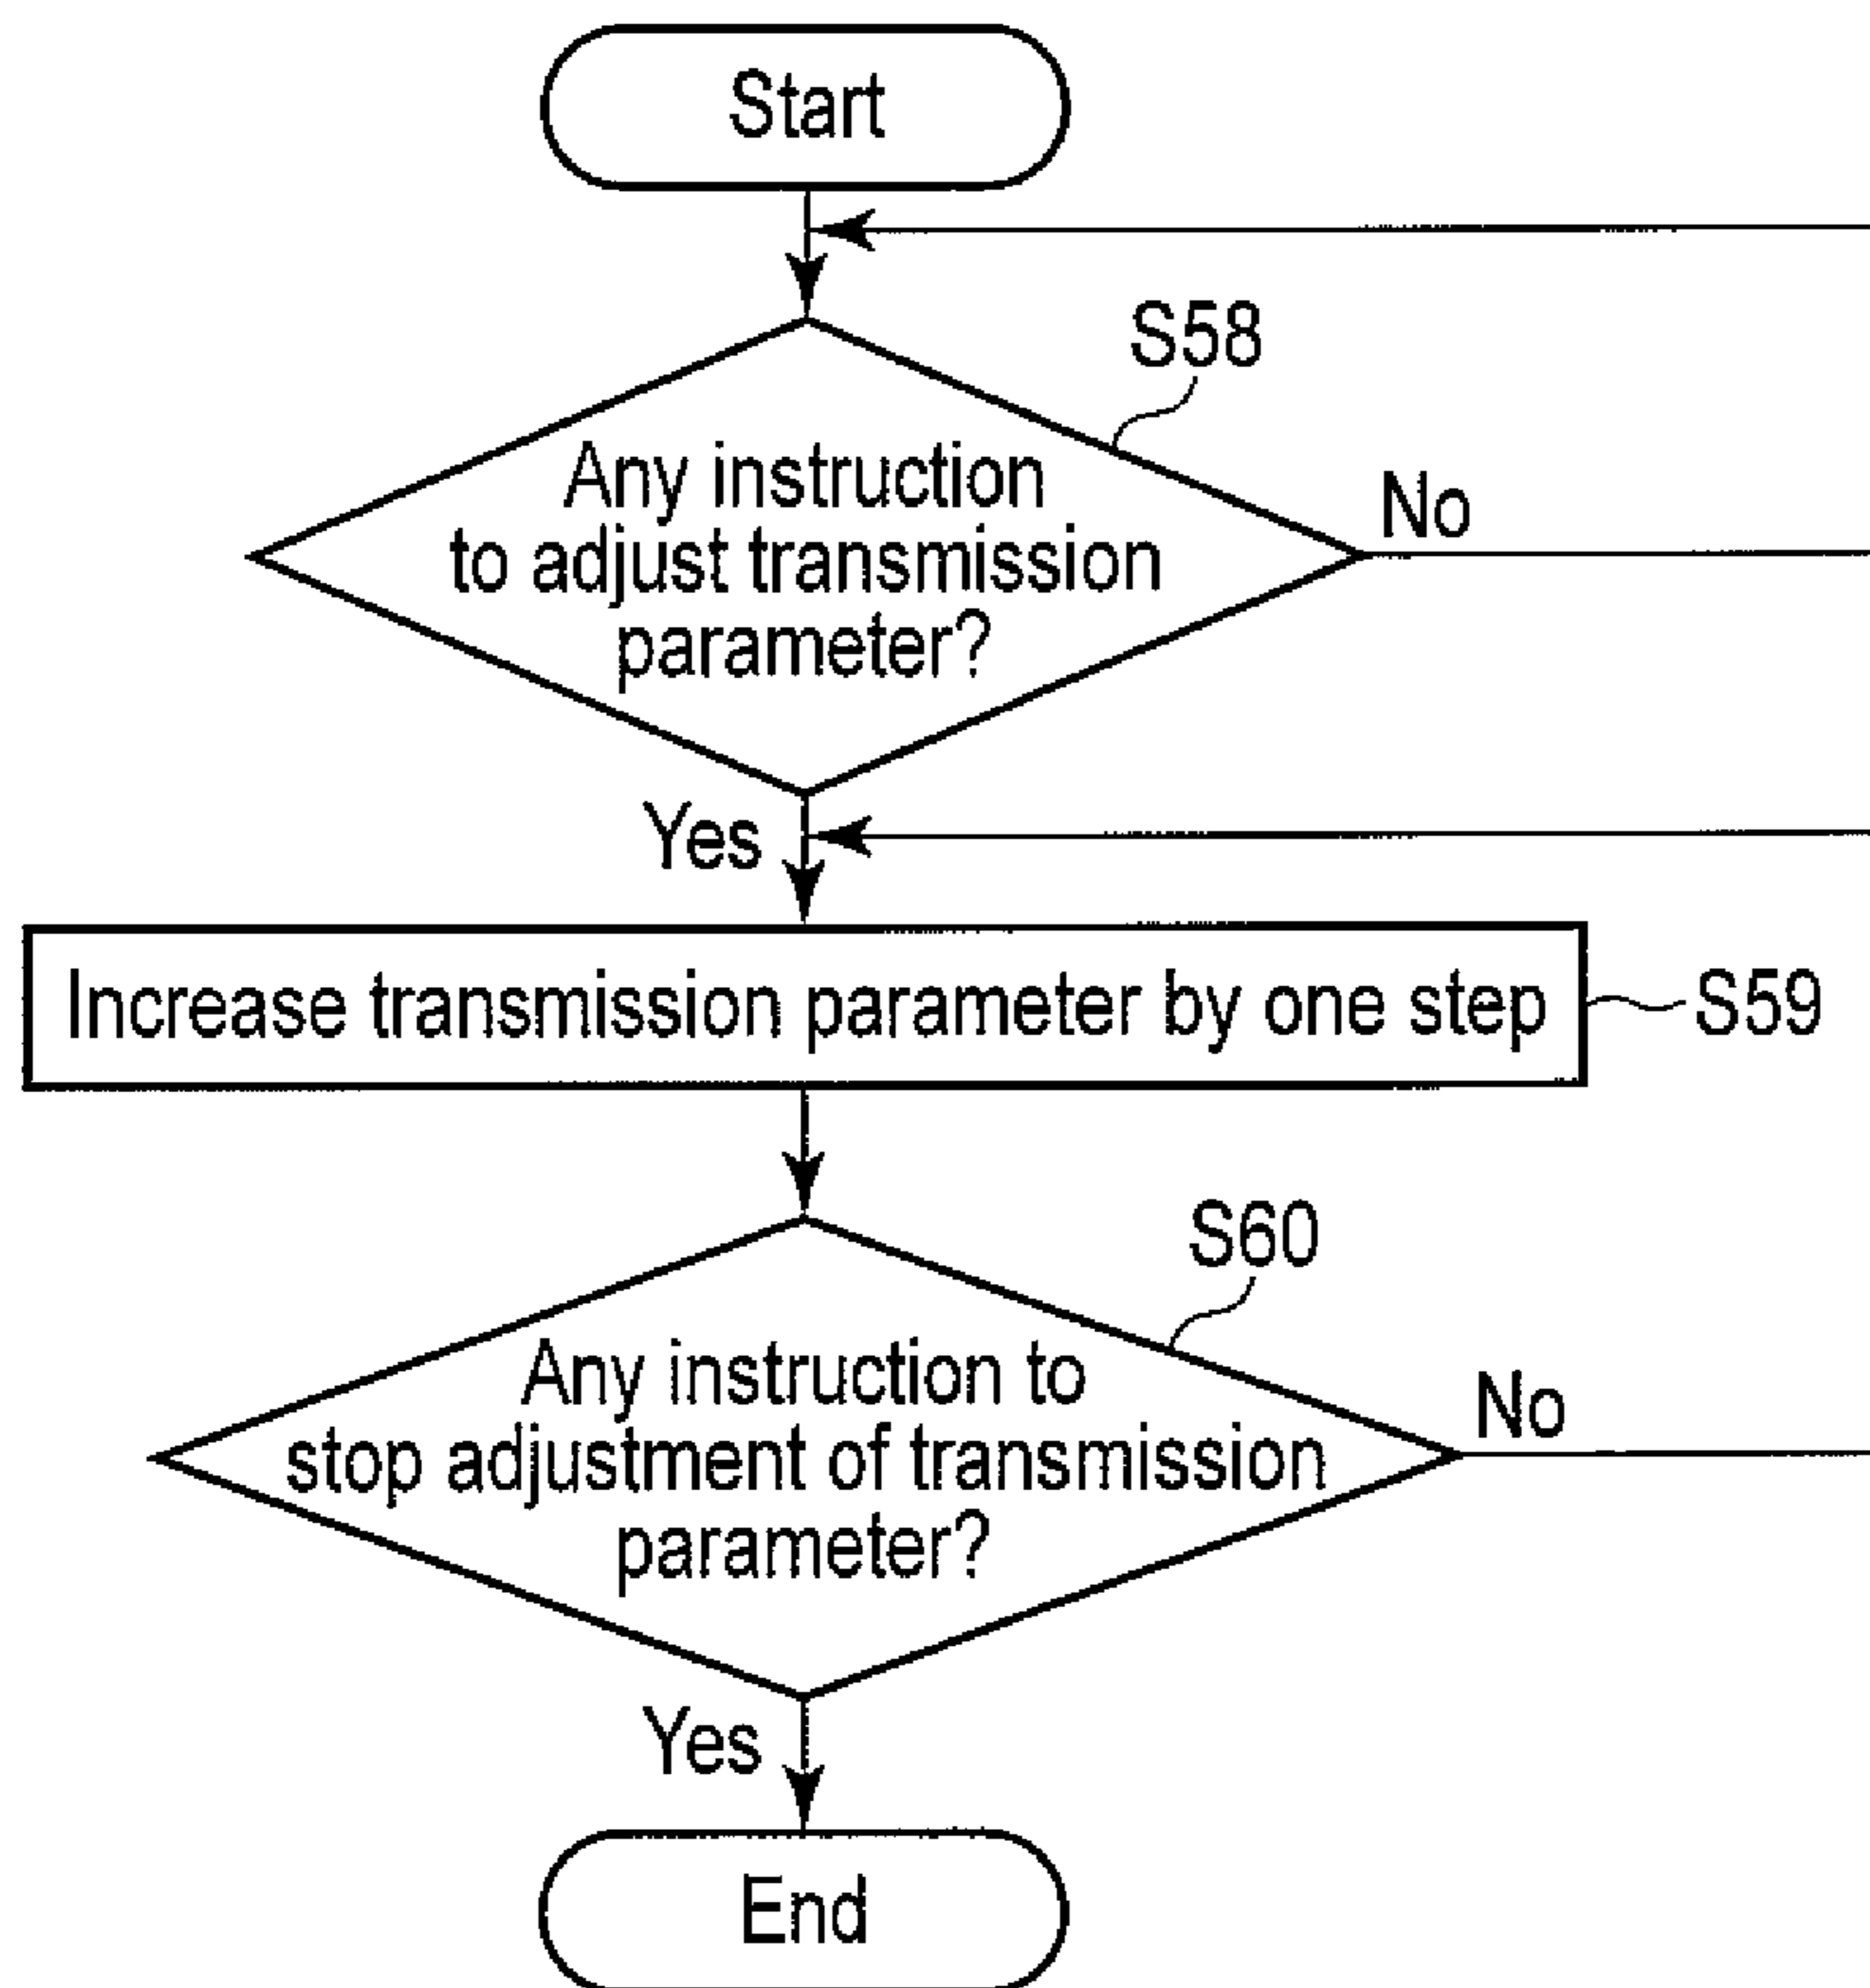 Start
S58
Any instruction
to adjust transmission
parameter?
No
Yes
Increase transmission parameter by one step
S59
S60
Any instruction to
stop adjustment of transmission
parameter?
No
Yes
End